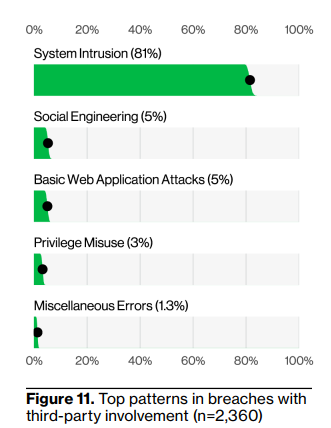 0% 20% 40% 60% 80% 100%
System Intrusion (81%)
Social Engineering (5%)
Basic Web Application Attacks (5%)
Privilege Misuse (3%)
Miscellaneous Errors (1.3%)
0% 20% 40% 60% 80% 100%
Figure 11. Top patterns in breaches with
third-party involvement (n=2,360)